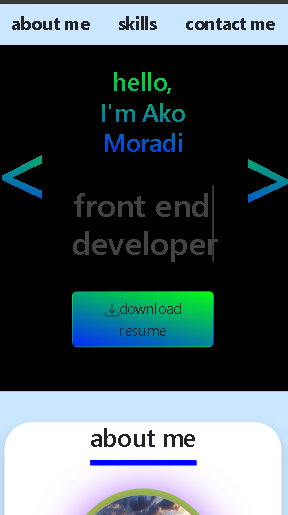 about me skills contact me
hello,
I'm Ako
Moradi
< >
front end
developer
download
resume
about me